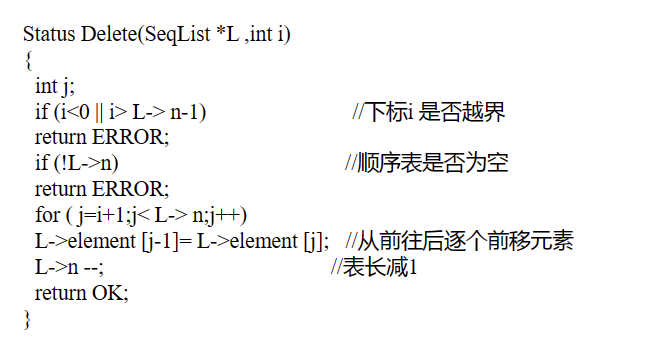 Status Delete(SeqList *L ,int i)
{
int j;
if (i<0 || i> L-> n-1) //下标i 是否越界
return ERROR;
if (!L->n) //顺序表是否为空
return ERROR;
for ( j=i+1;j< L-> n;j++)
L->element [j-1]= L->element [j]; //从前往后逐个前移元素
L->n --; //表长减1
return OK;
}